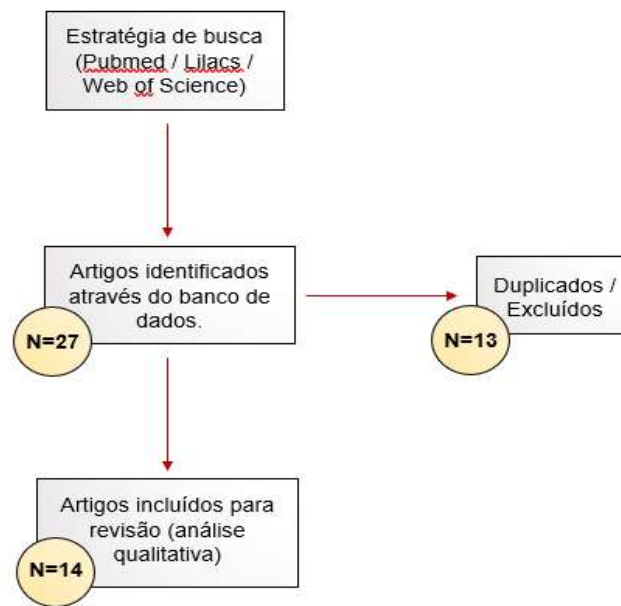 Estratégia de busca
(Pubmed / Lilacs /
Web of Science)
Artigos identificados
através do banco de
dados.
N=27
Duplicados /
Excluídos
N=13
Artigos incluídos para
revisão (análise
qualitativa)
N=14